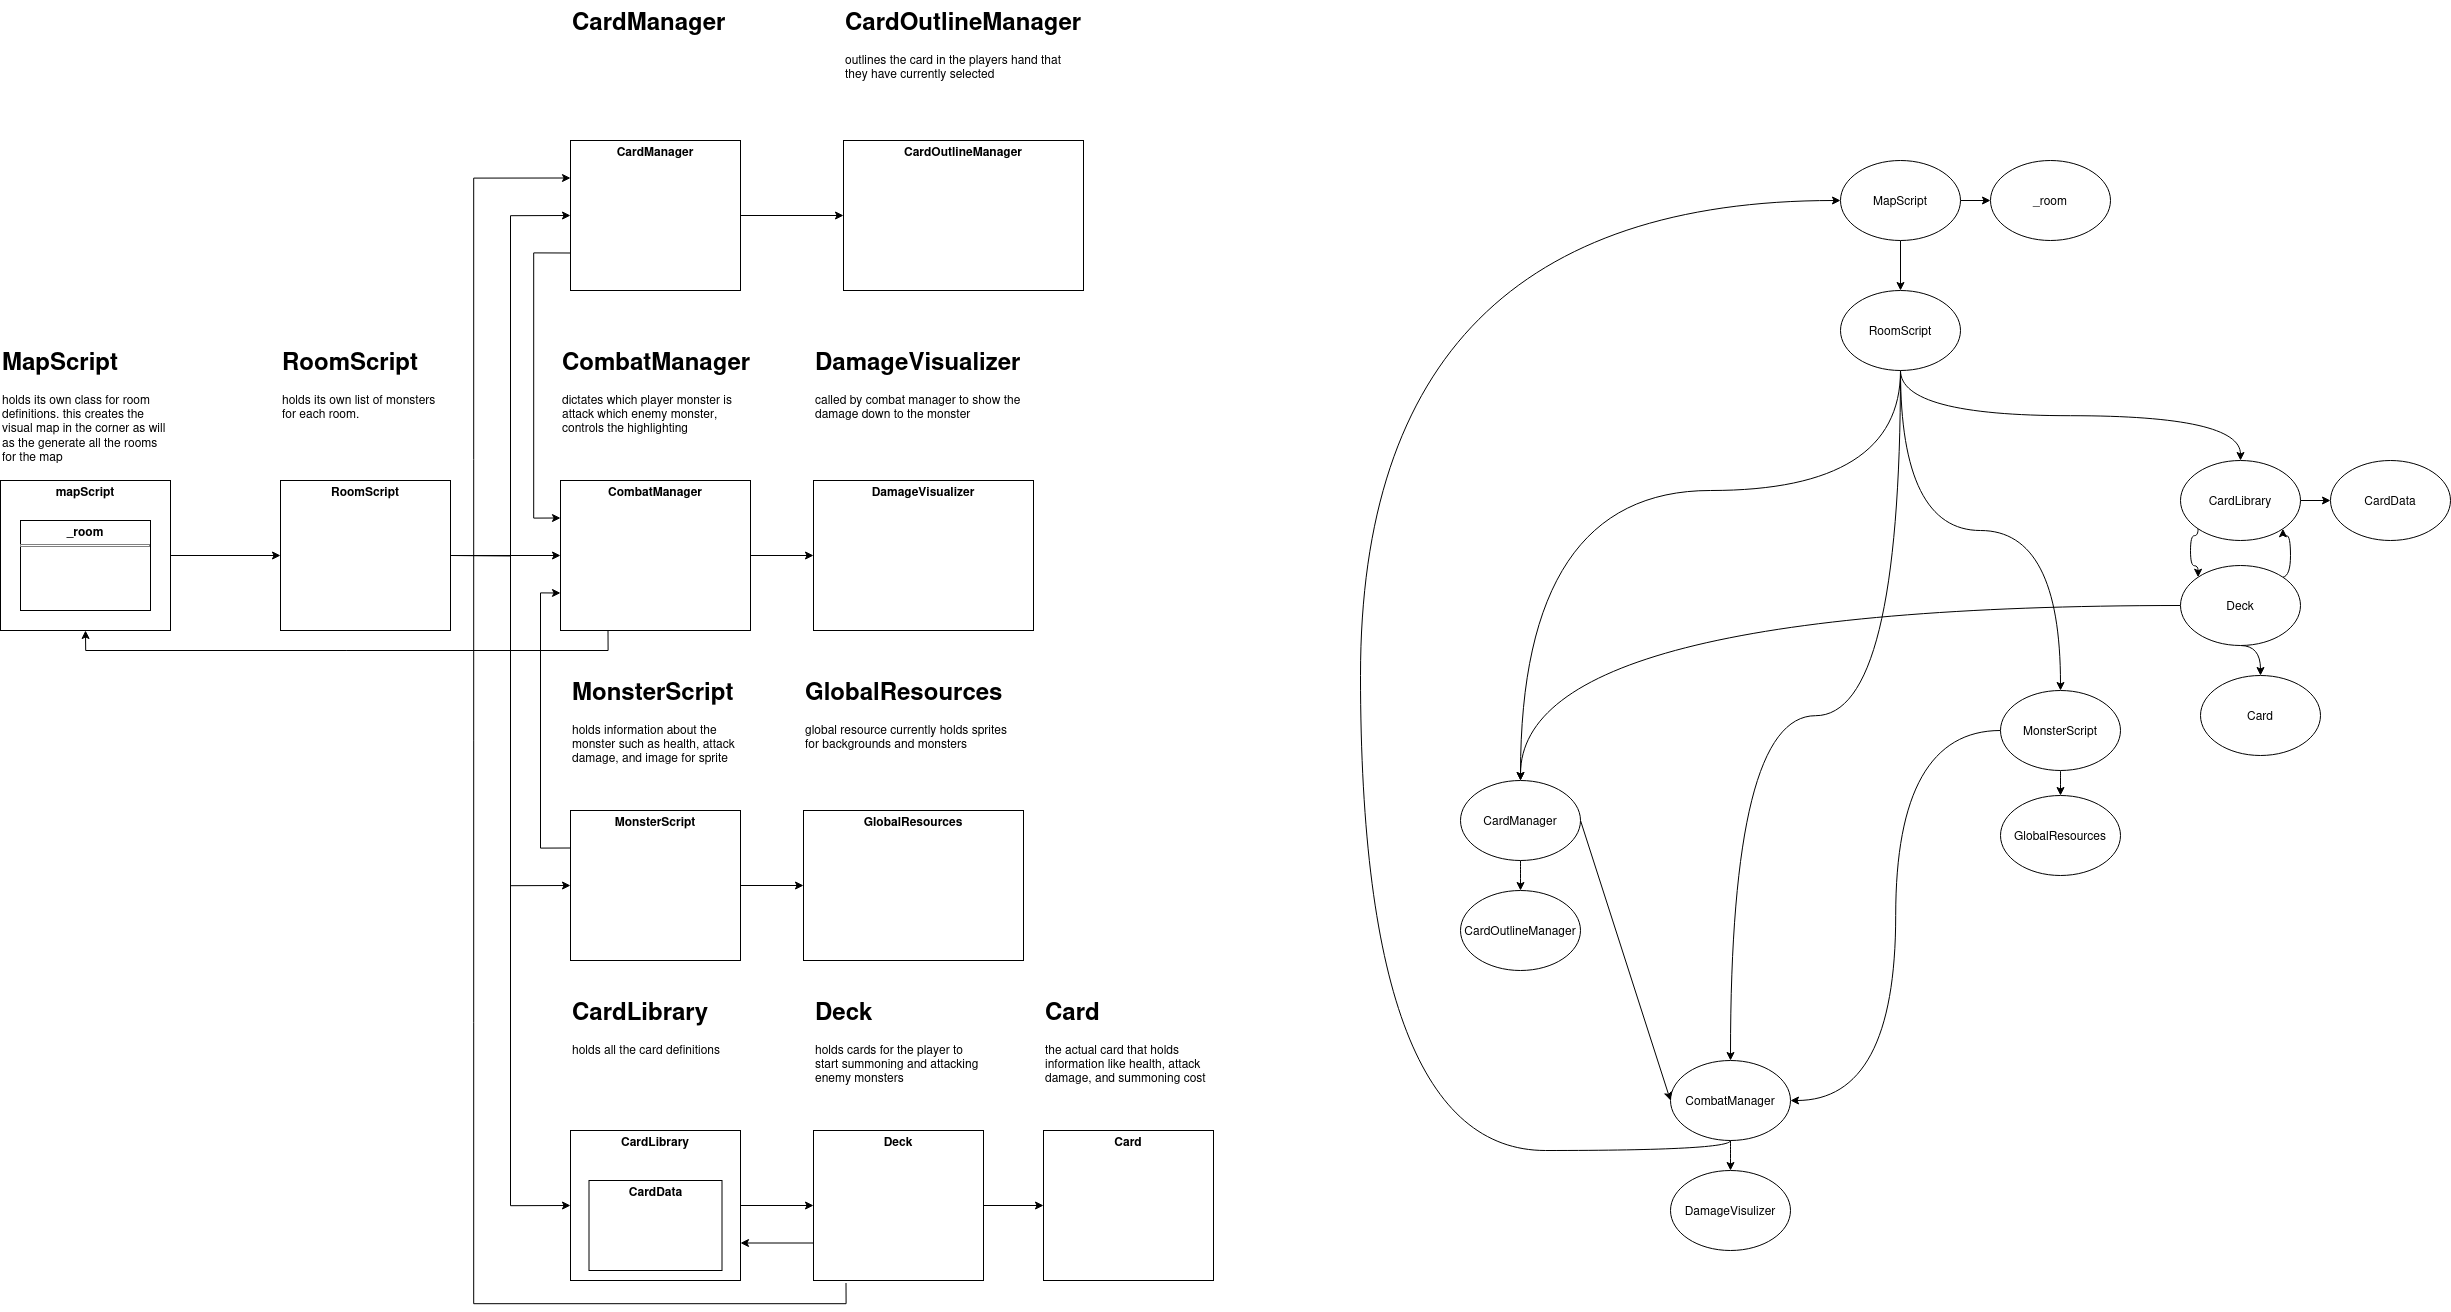 CardManager
CardOutlineManager
outlines the card in the players hand that
they have currently selected
CardManager
CardOutlineManager
MapScript
holds its own class for room
definitions. this creates the
visual map in the corner as will
as the generate all the rooms
for the map
RoomScript
holds its own list of monsters
for each room.
CombatManager
dictates which player monster is
attack which enemy monster,
controls the highlighting
DamageVisualizer
called by combat manager to show the
damage down to the monster
mapScript
_room
RoomScript
CombatManager
DamageVisualizer
MonsterScript
holds information about the
monster such as health, attack
damage, and image for sprite
GlobalResources
global resource currently holds sprites
for backgrounds and monsters
MonsterScript
GlobalResources
CardLibrary
holds all the card definitions
Deck
holds cards for the player to
start summoning and attacking
enemy monsters
Card
the actual card that holds
information like health, attack
damage, and summoning cost
CardLibrary
CardData
Deck
Card
MapScript
_room
RoomScript
CardLibrary
CardData
Deck
Card
MonsterScript
GlobalResources
CardManager
CardOutlineManager
CombatManager
DamageVisulizer